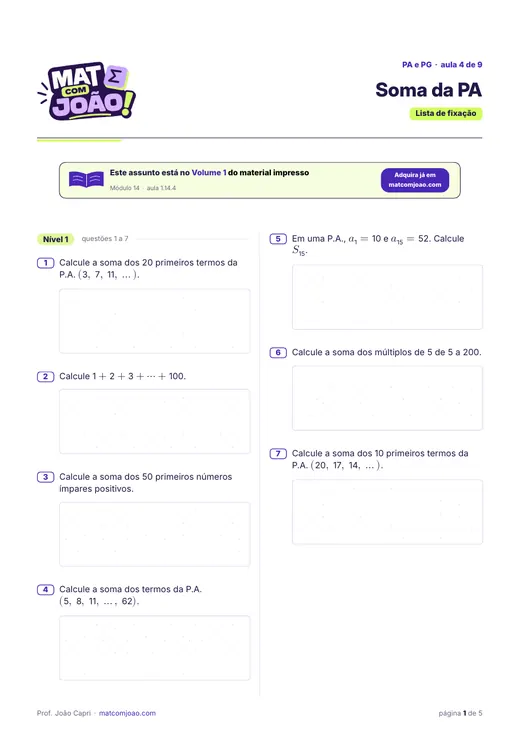 MAT Σ
COM
JOÃO!
PA e PG · aula 4 de 9
Soma da PA
Lista de fixação
Este assunto está no Volume 1 do material impresso
Módulo 14 · aula 1.14.4
Adquira já em
matcomjoao.com
Nível 1 questões 1 a 7
1 Calcule a soma dos 20 primeiros termos da
P.A. (3, 7, 11, ... ).
2 Calcule 1 + 2 + 3 + ⋯ + 100.
3 Calcule a soma dos 50 primeiros números
ímpares positivos.
4 Calcule a soma dos termos da P.A.
(5, 8, 11, ... , 62).
5 Em uma P.A., a₁ = 10 e a₁₅ = 52. Calcule
S₁₅.
6 Calcule a soma dos múltiplos de 5 de 5 a 200.
7 Calcule a soma dos 10 primeiros termos da
P.A. (20, 17, 14, ... ).
Prof. João Capri · matcomjoao.com
página 1 de 5